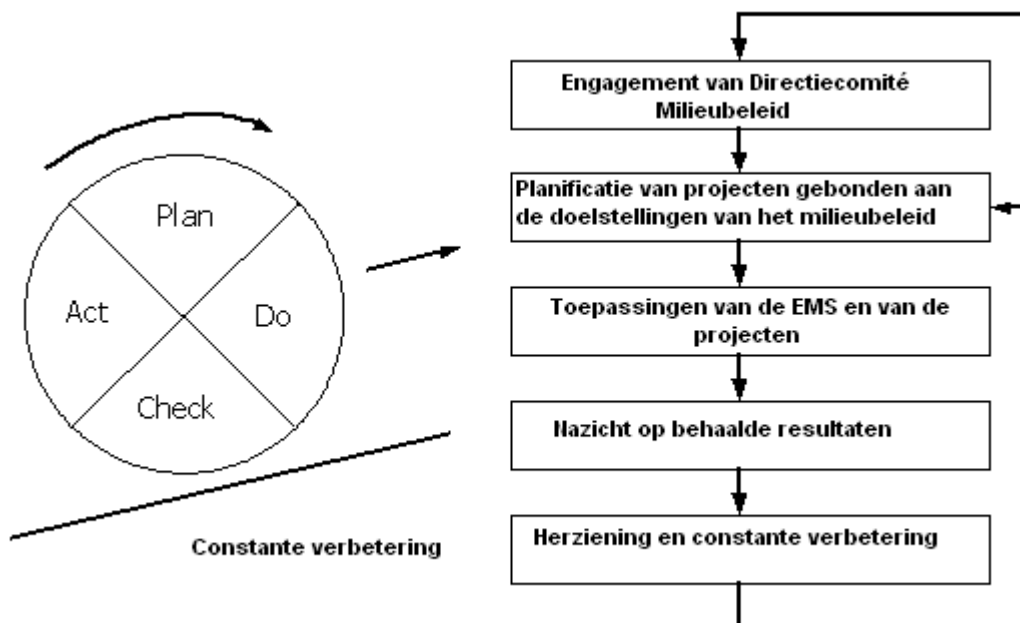 Plan
Act
Do
Check
Constante verbetering
Engagement van Directiecomité
Milieubeleid
Planificatie van projecten gebonden aan
de doelstellingen van het milieubeleid
Toepassingen van de EMS en van de
projecten
Nazicht op behaalde resultaten
Herziening en constante verbetering